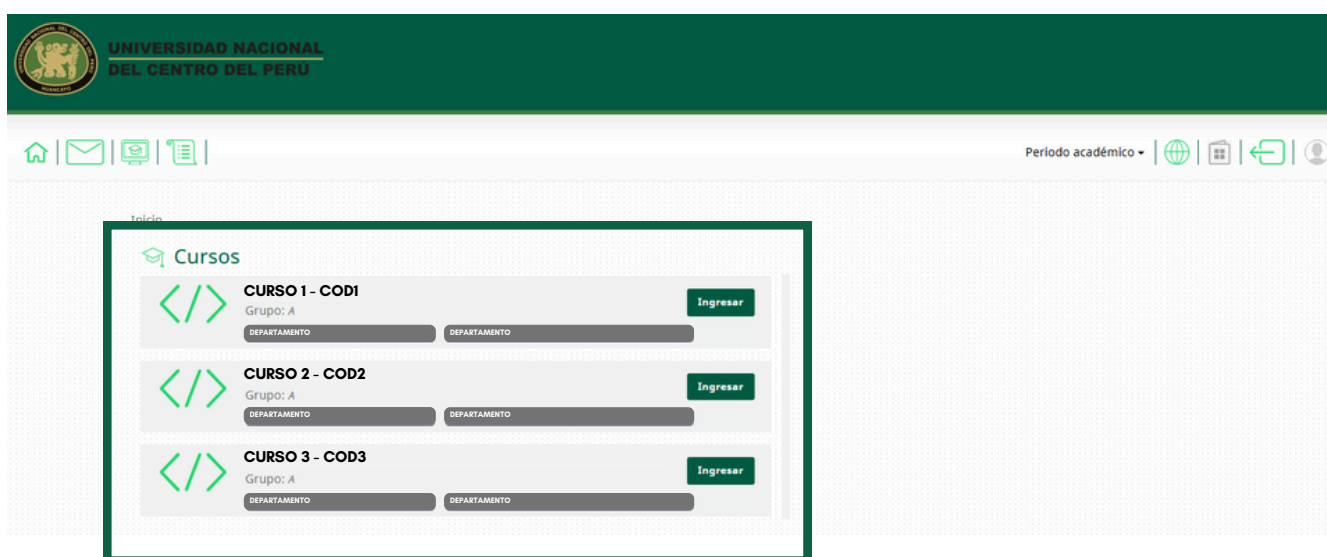 UNIVERSIDAD NACIONAL
DEL CENTRO DEL PERÚ
HUANCAYO
Periodo académico
Inicio
Cursos
CURSO 1 - COD1
Grupo: A
Ingresar
DEPARTAMENTO DEPARTAMENTO
CURSO 2 - COD2
Grupo: A
Ingresar
DEPARTAMENTO DEPARTAMENTO
CURSO 3 - COD3
Grupo: A
Ingresar
DEPARTAMENTO DEPARTAMENTO